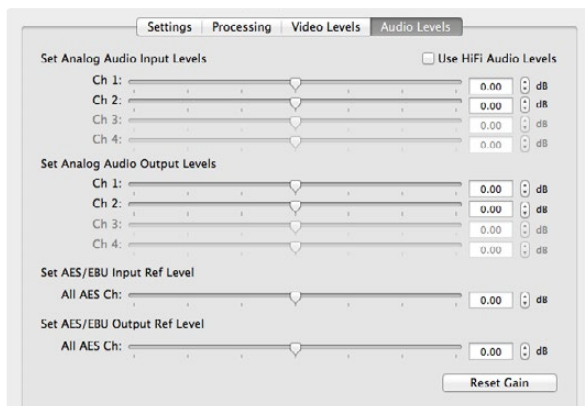 Settings Processing Video Levels Audio Levels
Set Analog Audio Input Levels Use HiFi Audio Levels
Ch 1: 0.00 dB
Ch 2: 0.00 dB
Ch 3: 0.00 dB
Ch 4: 0.00 dB
Set Analog Audio Output Levels
Ch 1: 0.00 dB
Ch 2: 0.00 dB
Ch 3: 0.00 dB
Ch 4: 0.00 dB
Set AES/EBU Input Ref Level
All AES Ch: 0.00 dB
Set AES/EBU Output Ref Level
All AES Ch: 0.00 dB
Reset Gain